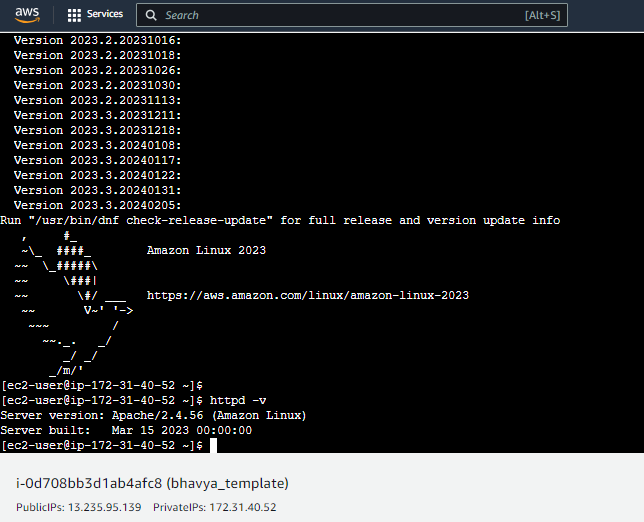 aws Services Search [Alt+S]
Version 2023.2.20231016:
Version 2023.2.20231018:
Version 2023.2.20231026:
Version 2023.2.20231030:
Version 2023.2.20231113:
Version 2023.3.20231211:
Version 2023.3.20231218:
Version 2023.3.20240108:
Version 2023.3.20240117:
Version 2023.3.20240122:
Version 2023.3.20240131:
Version 2023.3.20240205:
Run "/usr/bin/dnf check-release-update" for full release and version update info
   ,     #_
   ~\_  ####_        Amazon Linux 2023
  ~~  \_#####\
  ~~     \###|
  ~~       \#/ ___   https://aws.amazon.com/linux/amazon-linux-2023
   ~~       V~' '->
    ~~~         /
      ~~._.   _/
         _/ _/
       _/m/'
[ec2-user@ip-172-31-40-52 ~]$
[ec2-user@ip-172-31-40-52 ~]$ httpd -v
Server version: Apache/2.4.56 (Amazon Linux)
Server built:   Mar 15 2023 00:00:00
[ec2-user@ip-172-31-40-52 ~]$
i-0d708bb3d1ab4afc8 (bhavya_template)
PublicIPs: 13.235.95.139 PrivateIPs: 172.31.40.52